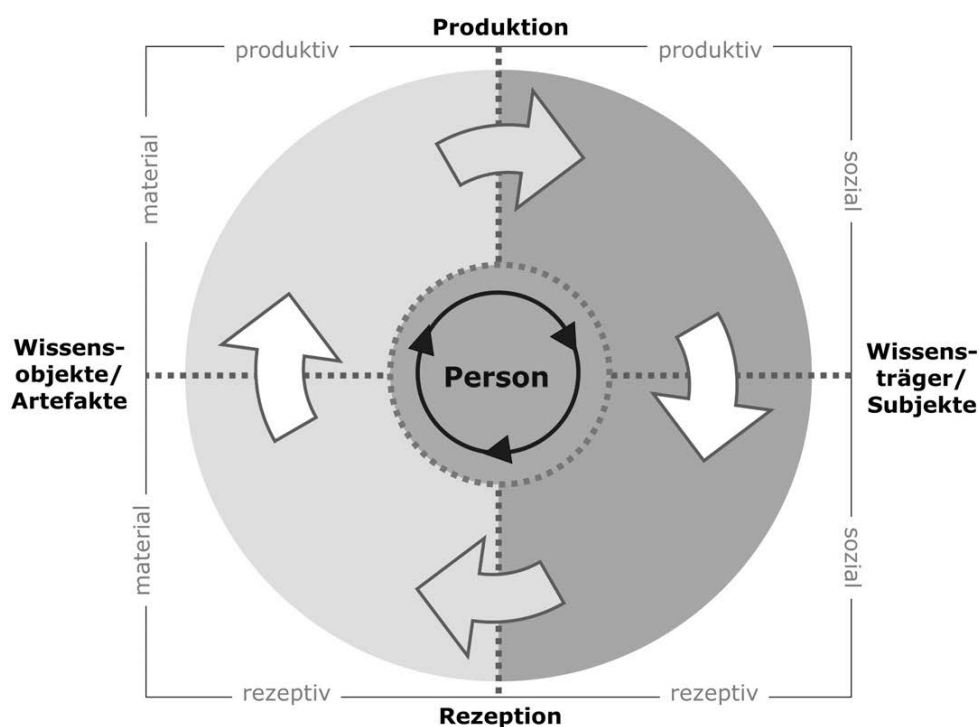 Produktion
produktiv
produktiv
material
sozial
Wissens-
objekte/
Artefakte
Person
Wissens-
träger/
Subjekte
material
sozial
rezeptiv
rezeptiv
Rezeption